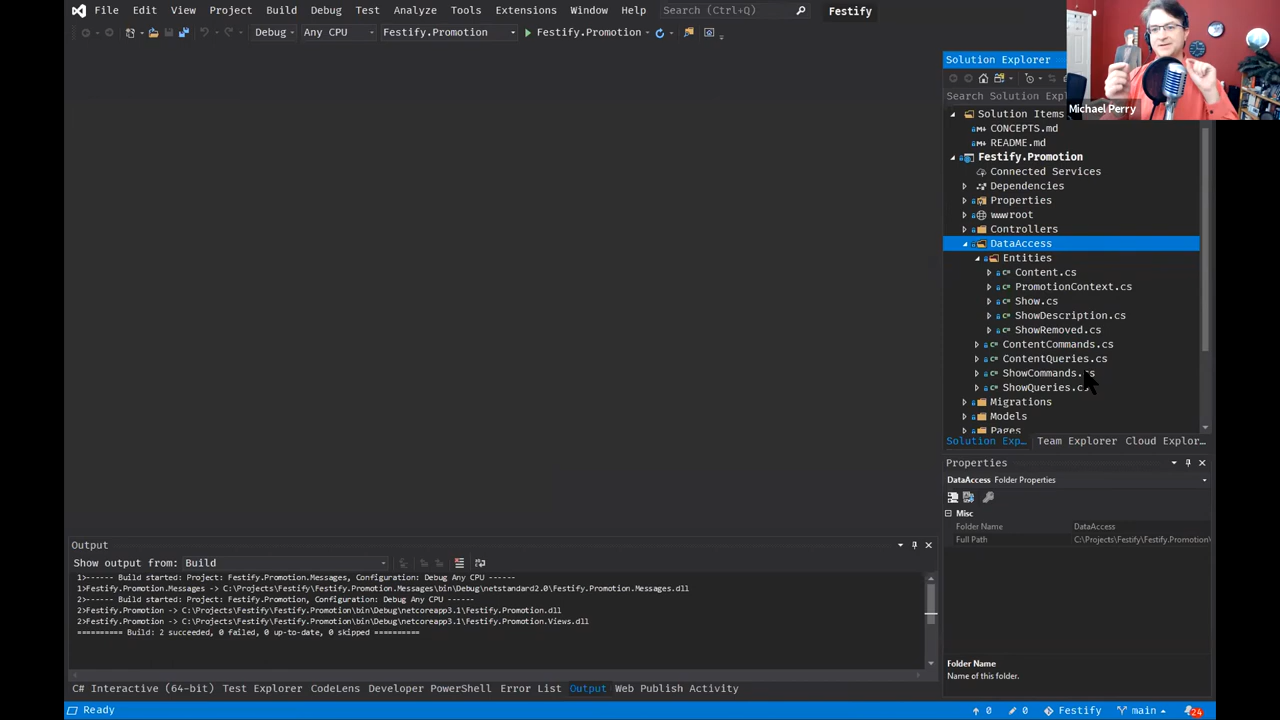 File Edit View Project Build Debug Test Analyze Tools Extensions Window Help Search (Ctrl+Q) Festify
Debug Any CPU Festify.Promotion Festify.Promotion
Solution Explorer
Michael Perry
Solution Items
CONCEPTS.md
README.md
Festify.Promotion
Connected Services
Dependencies
Properties
wwwroot
Controllers
DataAccess
Entities
Content.cs
PromotionContext.cs
Show.cs
ShowDescription.cs
ShowRemoved.cs
ContentCommands.cs
ContentQueries.cs
ShowCommands.cs
ShowQueries.cs
Migrations
Models
Pages
Solution Exp... Team Explorer Cloud Explor...
Properties
DataAccess Folder Properties
Misc
Folder Name DataAccess
Full Path C:\Projects\Festify\Festify.Promotion\
Folder Name
Name of this folder.
Output
Show output from: Build
1>------ Build started: Project: Festify.Promotion.Messages, Configuration: Debug Any CPU ------
1>Festify.Promotion.Messages -> C:\Projects\Festify\Festify.Promotion.Messages\bin\Debug\netstandard2.0\Festify.Promotion.Messages.dll
2>------ Build started: Project: Festify.Promotion, Configuration: Debug Any CPU ------
2>Festify.Promotion -> C:\Projects\Festify\Festify.Promotion\bin\Debug\netcoreapp3.1\Festify.Promotion.dll
2>Festify.Promotion -> C:\Projects\Festify\Festify.Promotion\bin\Debug\netcoreapp3.1\Festify.Promotion.Views.dll
========== Build: 2 succeeded, 0 failed, 0 up-to-date, 0 skipped ==========
C# Interactive (64-bit) Test Explorer CodeLens Developer PowerShell Error List Output Web Publish Activity
Ready 0 0 Festify main 24